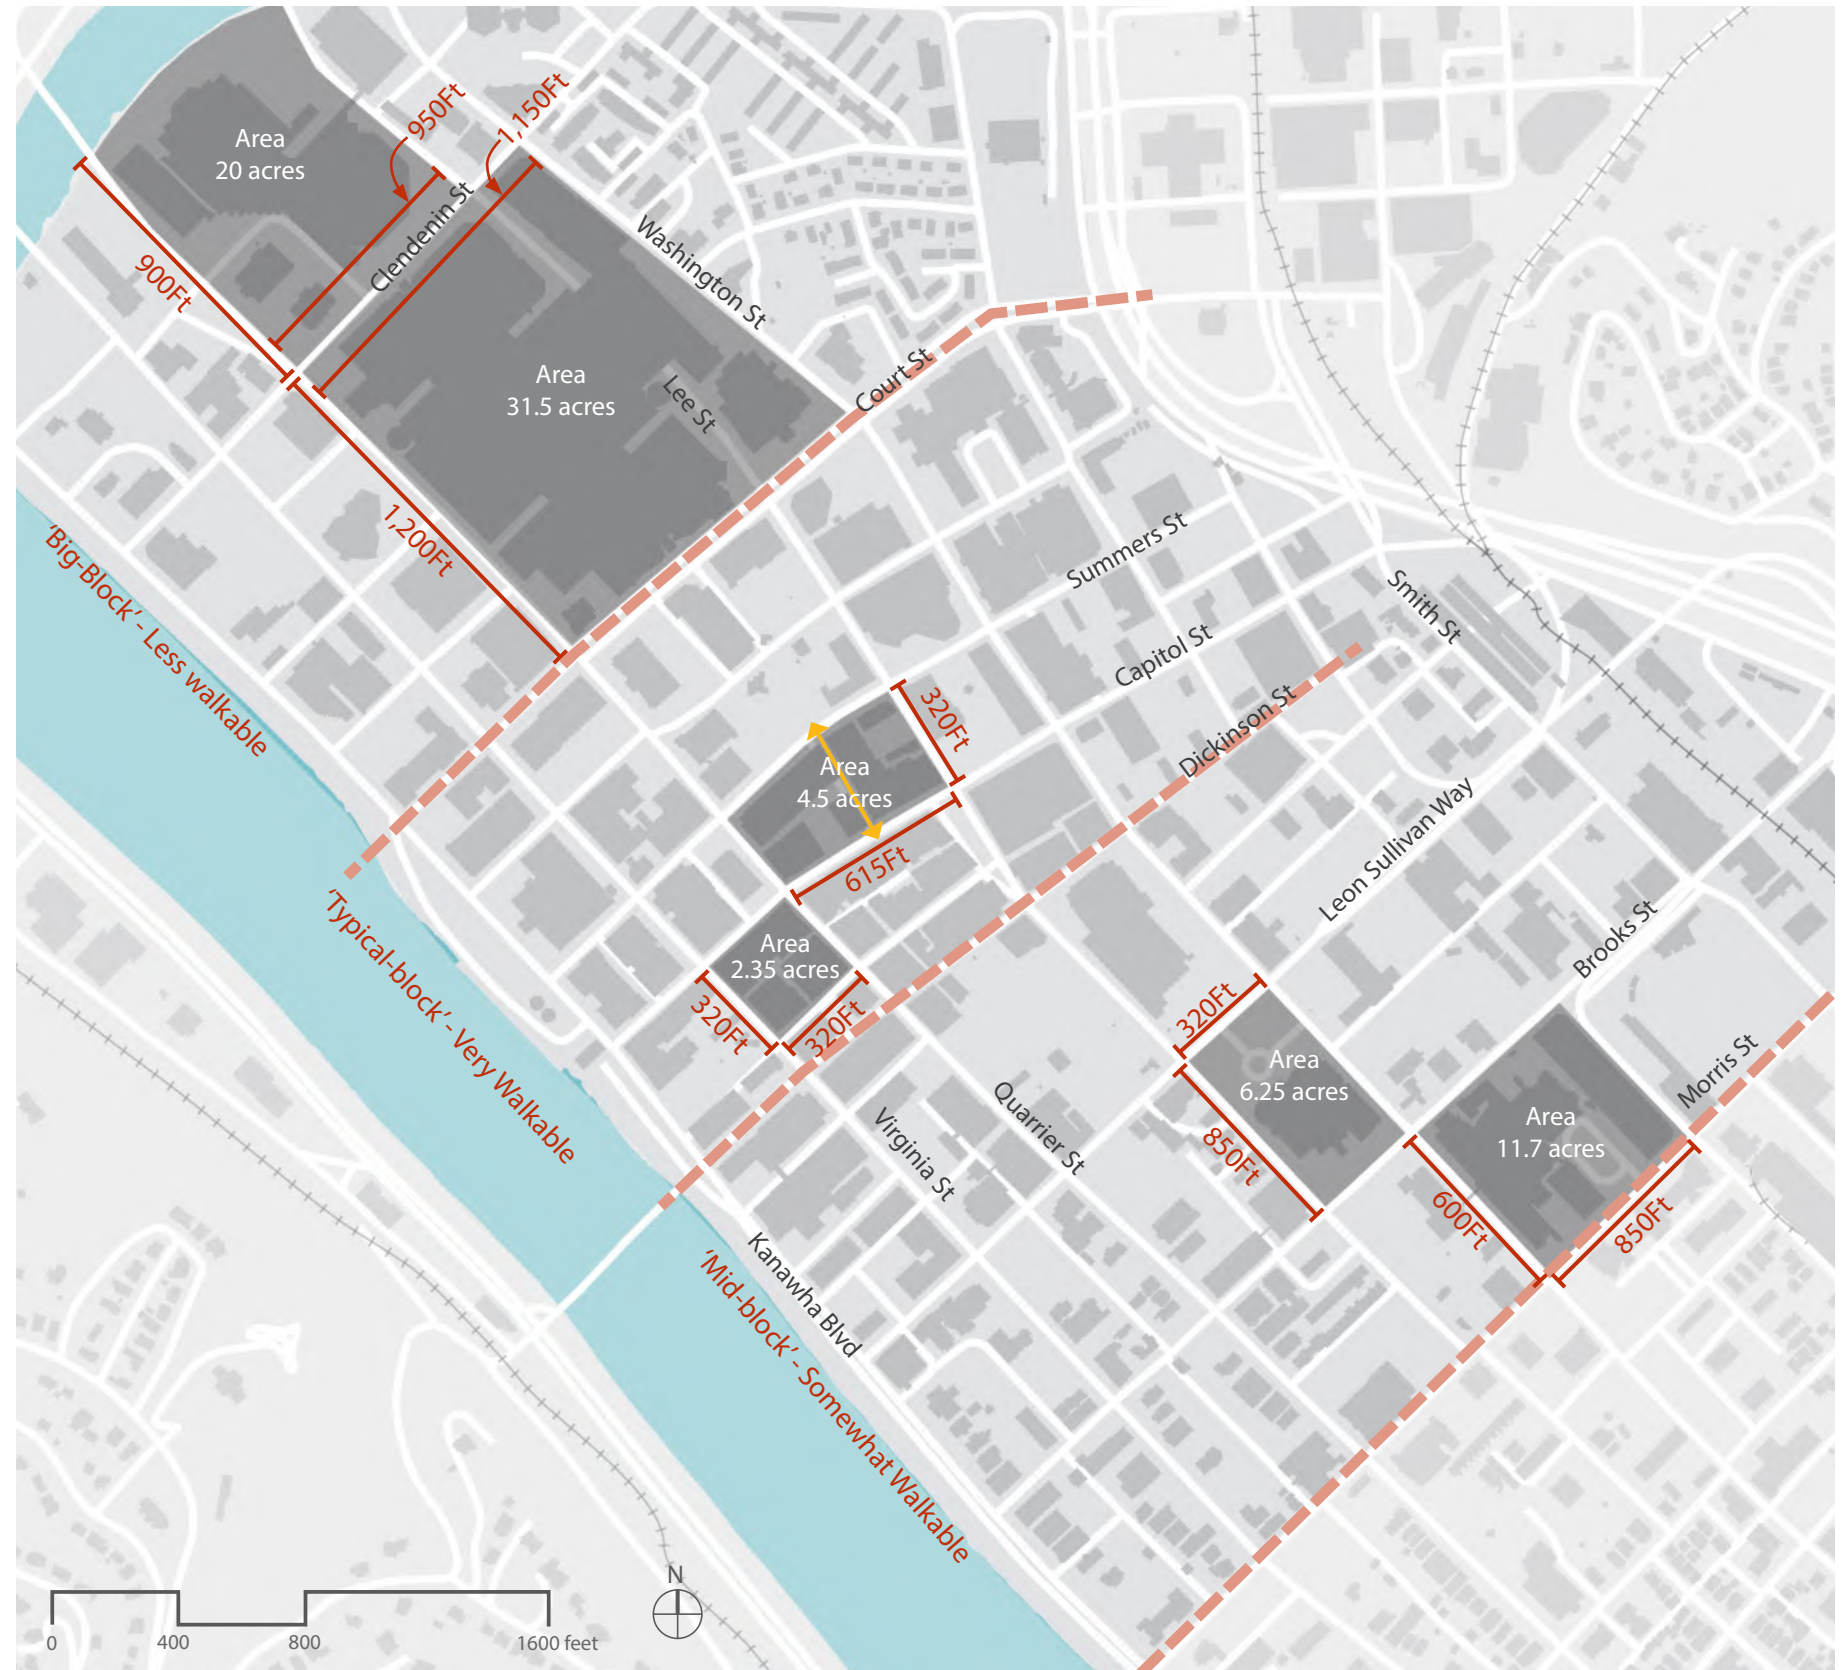 Area
20 acres
950Ft
1,150Ft
Clendenin St
900Ft
Washington St
Area
31.5 acres
Lee St
Court St
1,200Ft
'Big-Block' - Less walkable
Summers St
Smith St
Capitol St
320Ft
Dickinson St
Area
4.5 acres
615Ft
Leon Sullivan Way
Brooks St
Area
2.35 acres
320Ft
320Ft
'Typical-block' - Very Walkable
320Ft
Area
6.25 acres
850Ft
Morris St
Area
11.7 acres
600Ft
850Ft
Quarrier St
Virginia St
Kanawha Blvd
'Mid-block' - Somewhat Walkable
N
0 400 800 1600 feet